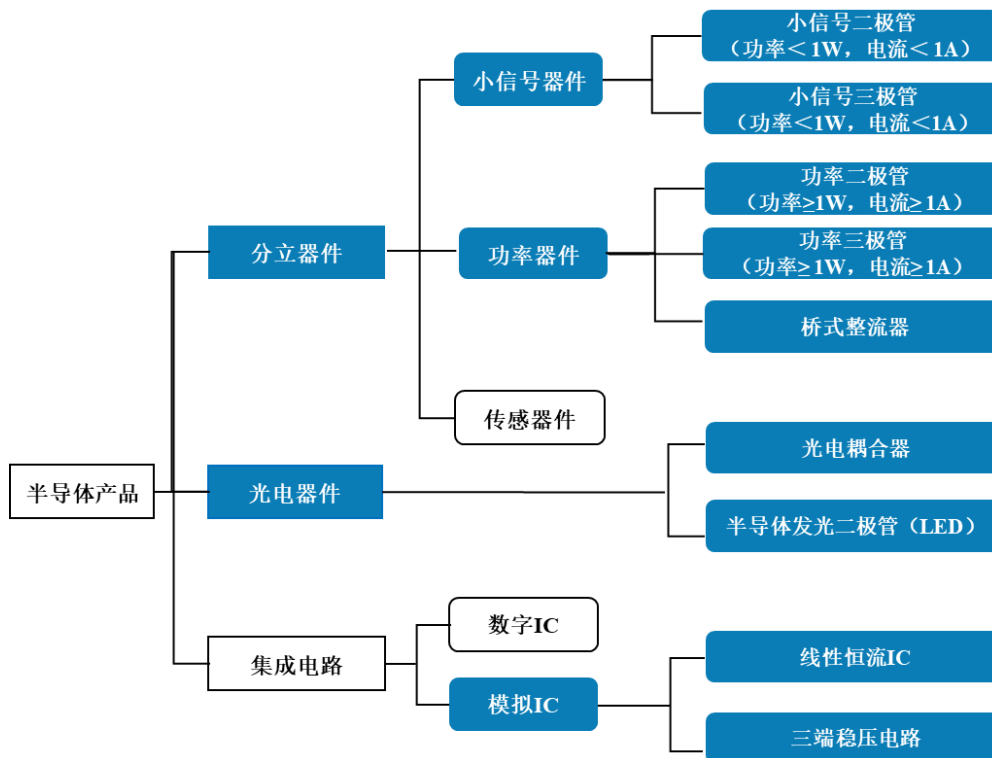 小信号二极管
（功率＜1W，电流＜1A）
小信号器件
小信号三极管
（功率＜1W，电流＜1A）
功率二极管
（功率≥1W，电流≥1A）
分立器件
功率器件
功率三极管
（功率≥1W，电流≥1A）
桥式整流器
传感器件
光电耦合器
半导体产品
光电器件
半导体发光二极管（LED）
数字IC
集成电路
线性恒流IC
模拟IC
三端稳压电路